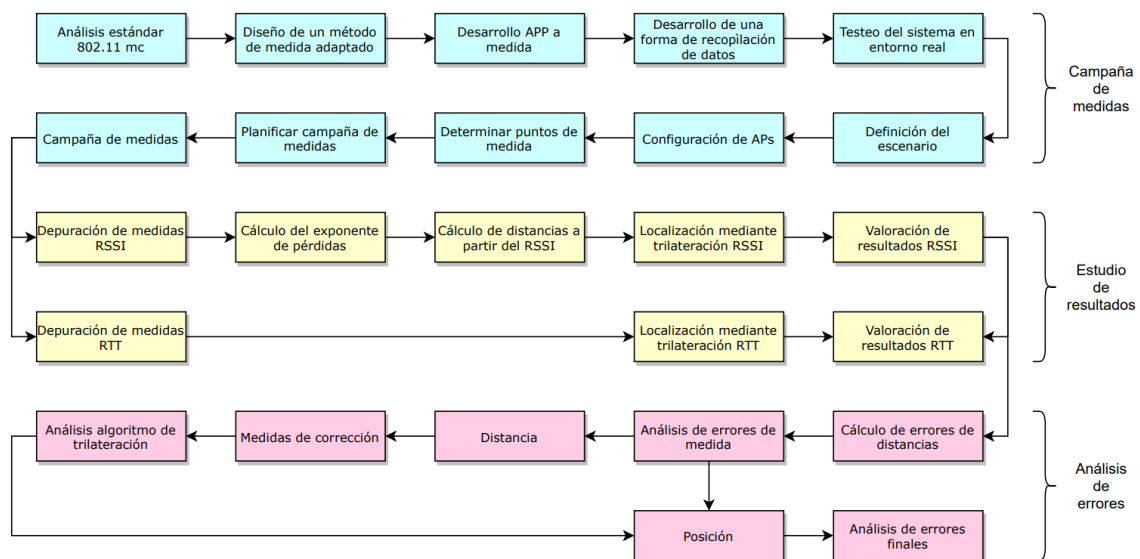 Análisis estándar
802.11 mc
Diseño de un método
de medida adaptado
Desarrollo APP a medida
Desarrollo de una
forma de recopilación
de datos
Testeo del sistema en
entorno real
Campaña
de
medidas
Campaña de medidas
Planificar campaña de
medidas
Determinar puntos de
medida
Configuración de APs
Definición del
escenario
Depuración de medidas
RSSI
Cálculo del exponente
de pérdidas
Cálculo de distancias a
partir del RSSI
Localización mediante
trilateración RSSI
Valoración de
resultados RSSI
Estudio
de
resultados
Depuración de medidas
RTT
Localización mediante
trilateración RTT
Valoración de
resultados RTT
Análisis algoritmo de
trilateración
Medidas de corrección
Distancia
Análisis de errores de
medida
Cálculo de errores de
distancias
Análisis
de
errores
Posición
Análisis de errores
finales